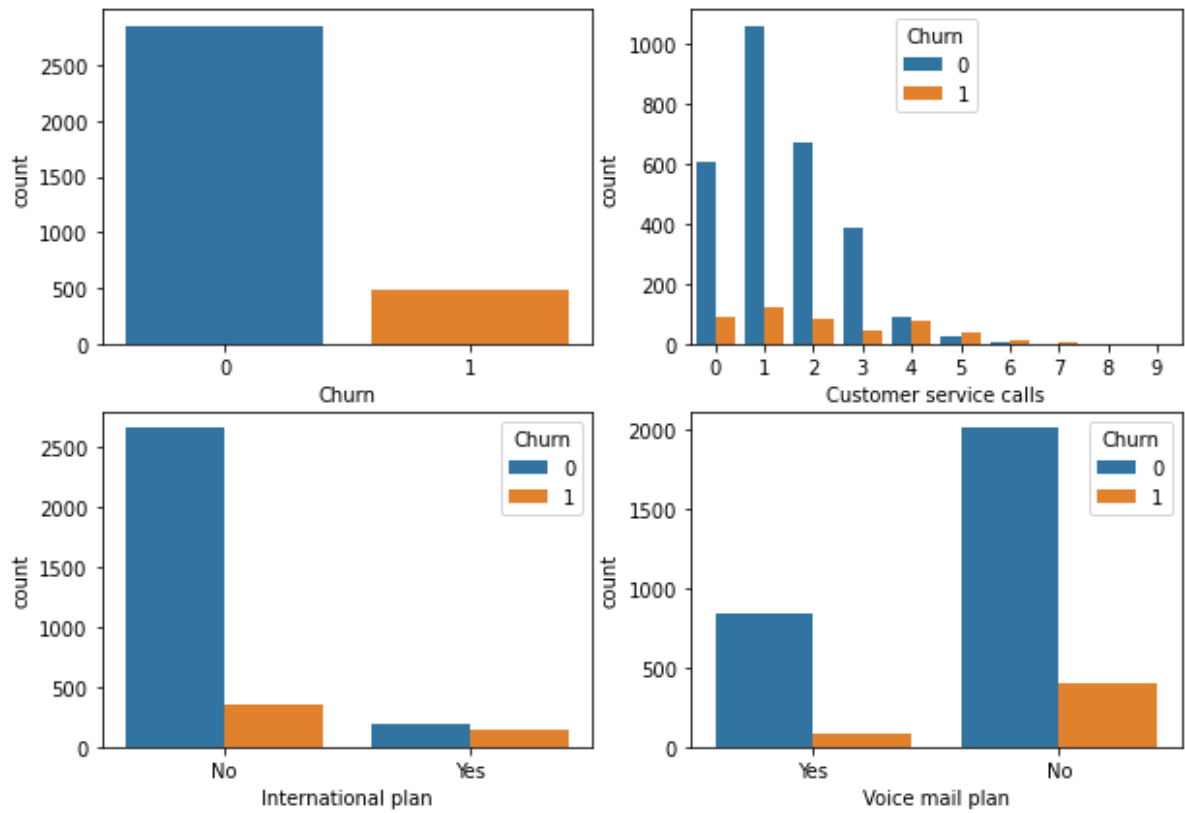 2500
2000
1500
1000
500
0
count
0 1
Churn
1000
800
600
400
200
0
count
Churn
0
1
0 1 2 3 4 5 6 7 8 9
Customer service calls
2500
2000
1500
1000
500
0
count
Churn
0
1
No Yes
International plan
2000
1500
1000
500
0
count
Churn
0
1
Yes No
Voice mail plan